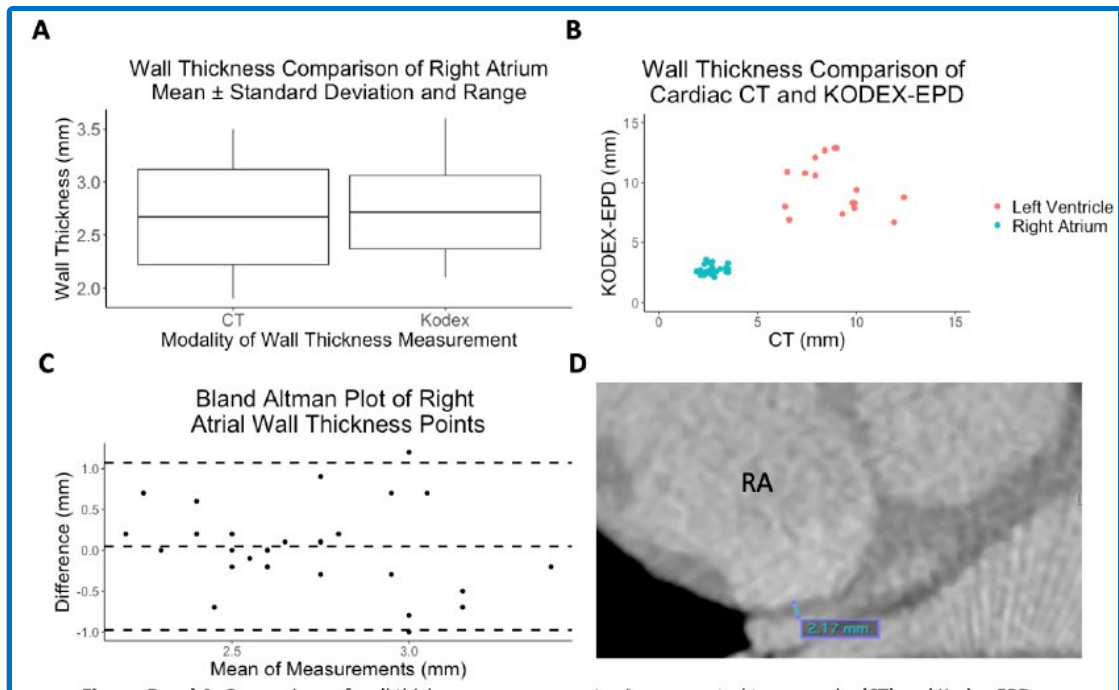 A
Wall Thickness Comparison of Right Atrium
Mean ± Standard Deviation and Range
Wall Thickness (mm)
3.5
3.0
2.5
2.0
CT
Kodex
Modality of Wall Thickness Measurement
B
Wall Thickness Comparison of
Cardiac CT and KODEX-EPD
KODEX-EPD (mm)
15
10
5
0
0
5
10
15
CT (mm)
Left Ventricle
Right Atrium
C
Bland Altman Plot of Right
Atrial Wall Thickness Points
Difference (mm)
1.0
0.5
0.0
-0.5
-1.0
2.5
3.0
Mean of Measurements (mm)
D
RA
2.17 mm